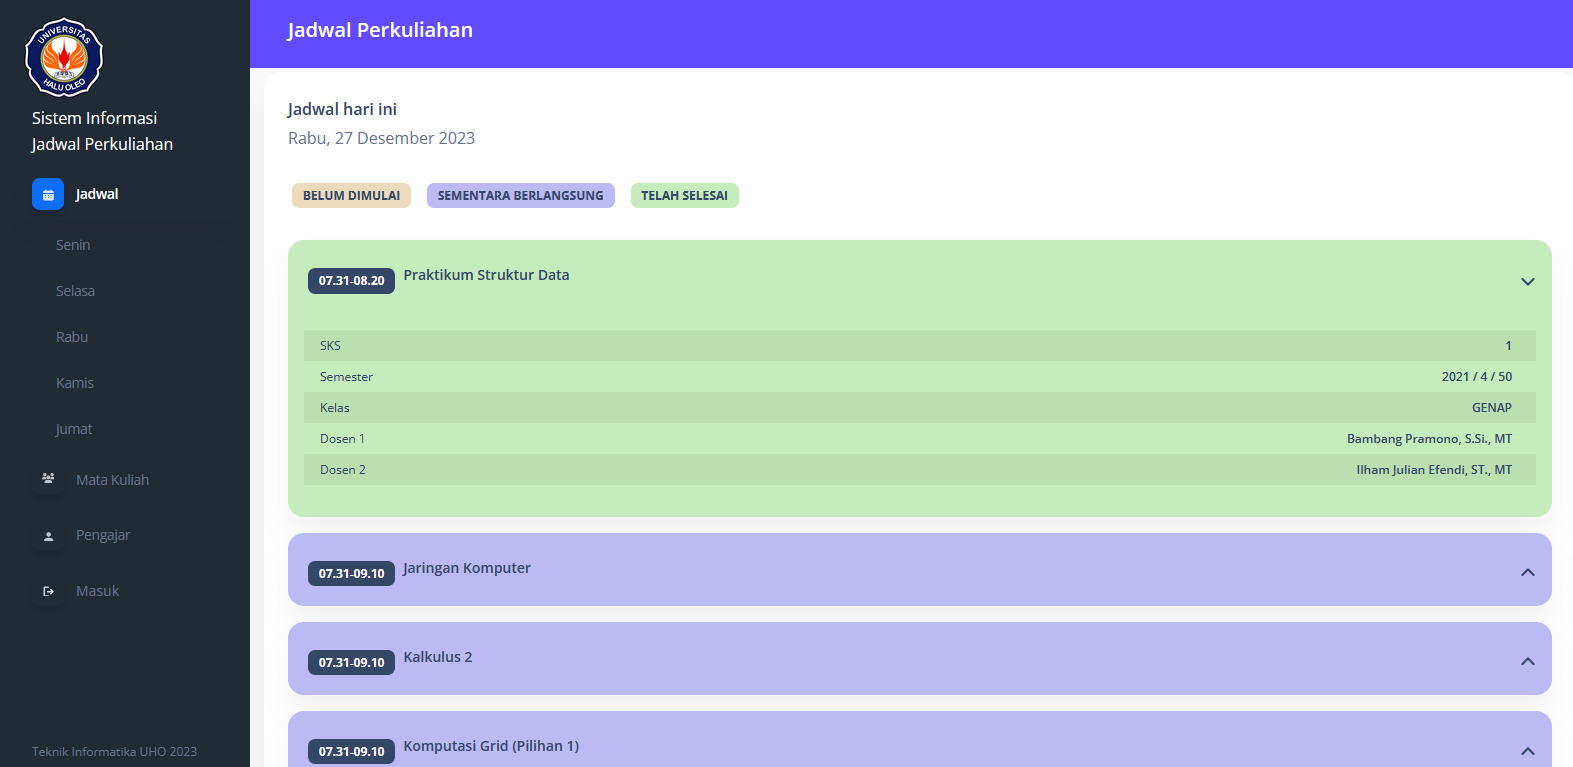 UNIVERSITAS
HALU OLEO
Sistem Informasi
Jadwal Perkuliahan
Jadwal
Senin
Selasa
Rabu
Kamis
Jumat
Mata Kuliah
Pengajar
Masuk
Teknik Informatika UHO 2023
Jadwal Perkuliahan
Jadwal hari ini
Rabu, 27 Desember 2023
BELUM DIMULAI SEMENTARA BERLANGSUNG TELAH SELESAI
07.31-08.20 Praktikum Struktur Data
SKS 1
Semester 2021 / 4 / 50
Kelas GENAP
Dosen 1 Bambang Pramono, S.Si., MT
Dosen 2 Ilham Julian Efendi, ST., MT
07.31-09.10 Jaringan Komputer
07.31-09.10 Kalkulus 2
07.31-09.10 Komputasi Grid (Pilihan 1)